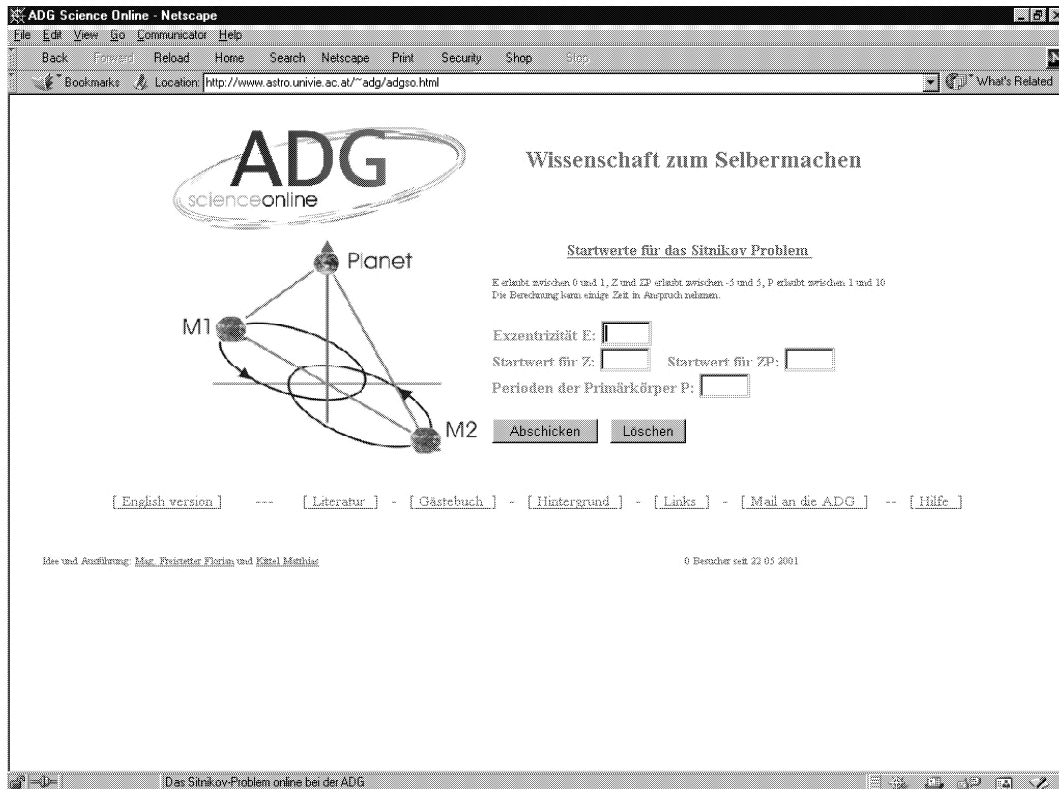 ADG Science Online - Netscape
File Edit View Go Communicator Help
Back Forward Reload Home Search Netscape Print Security Shop Stop
Bookmarks Location: http://www.astro.univie.ac.at/~adg/adgso.html What's Related
ADG
scienceonline
Wissenschaft zum Selbermachen
Planet
M1
M2
Startwerte für das Sitnikov Problem
E erlaubt zwischen 0 und 1, Z und ZP erlaubt zwischen -5 und 5, P erlaubt zwischen 1 und 10
Die Berechnung kann einige Zeit in Anspruch nehmen.
Exzentrizität E:
Startwert für Z: Startwert für ZP:
Perioden der Primärkörper P:
Abschicken Löschen
[ English version ] --- [ Literatur ] - [ Gästebuch ] - [ Hintergrund ] - [ Links ] - [ Mail an die ADG ] -- [ Hilfe ]
Idee und Ausführung: Mag. Freistetter Florian und Kittel Matthias 0 Besucher seit 22.05.2001
Das Sitnikov-Problem online bei der ADG